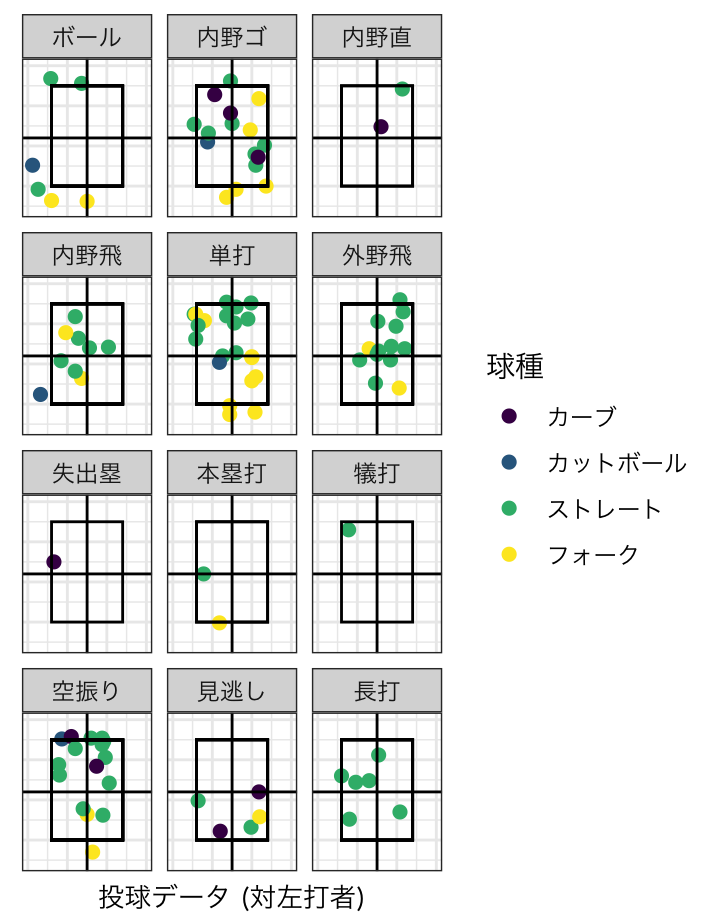 ボール
内野ゴ
内野直
内野飛
単打
外野飛
失出塁
本塁打
犠打
空振り
見逃し
長打
球種
カーブ
カットボール
ストレート
フォーク
投球データ (対左打者)